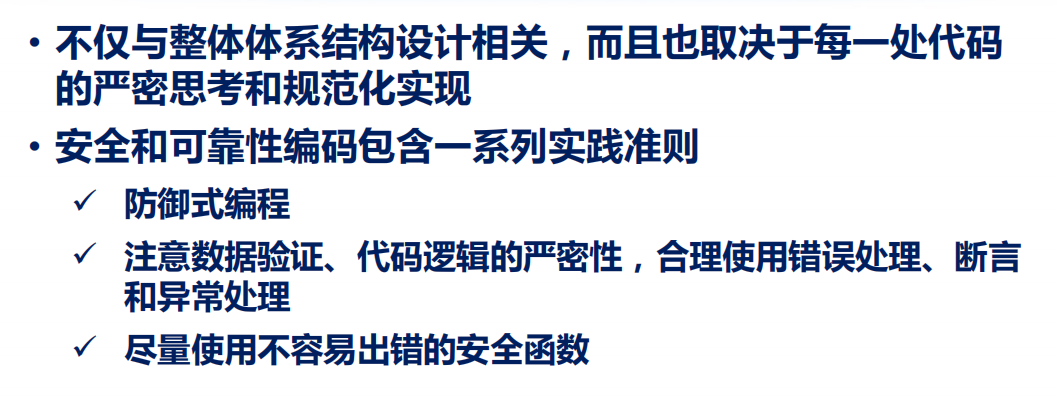 • 不仅与整体体系结构设计相关，而且也取决于每一处代码
的严密思考和规范化实现
• 安全和可靠性编码包含一系列实践准则
✓ 防御式编程
✓ 注意数据验证、代码逻辑的严密性，合理使用错误处理、断言
和异常处理
✓ 尽量使用不容易出错的安全函数